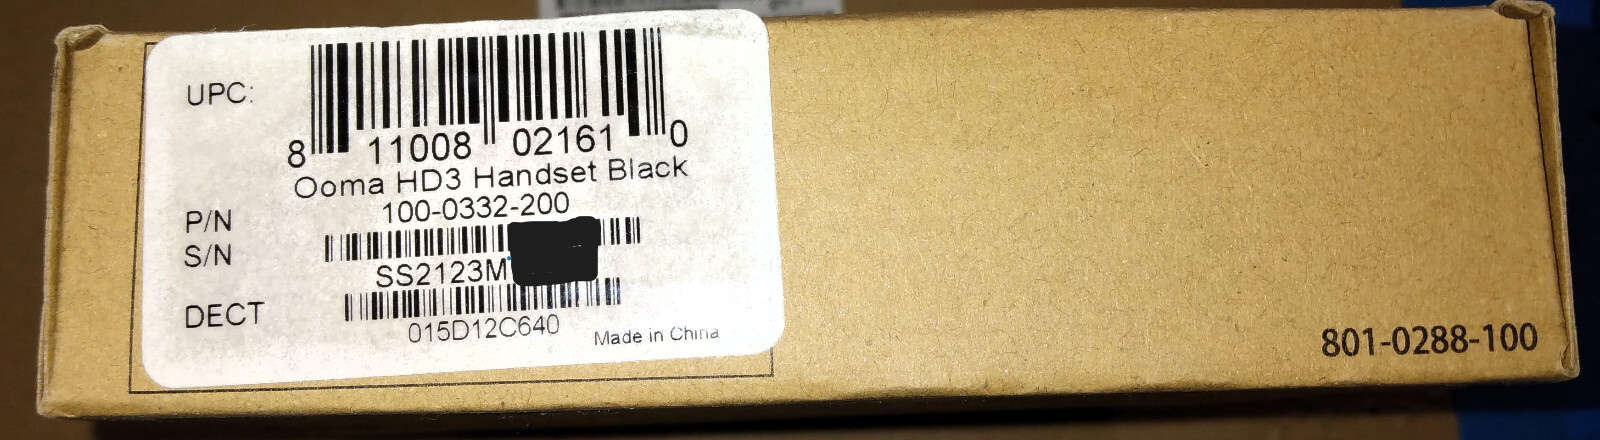 UPC:
8 11008 02161 0
Ooma HD3 Handset Black
P/N 100-0332-200
S/N SS2123M
DECT 015D12C640
Made in China
801-0288-100